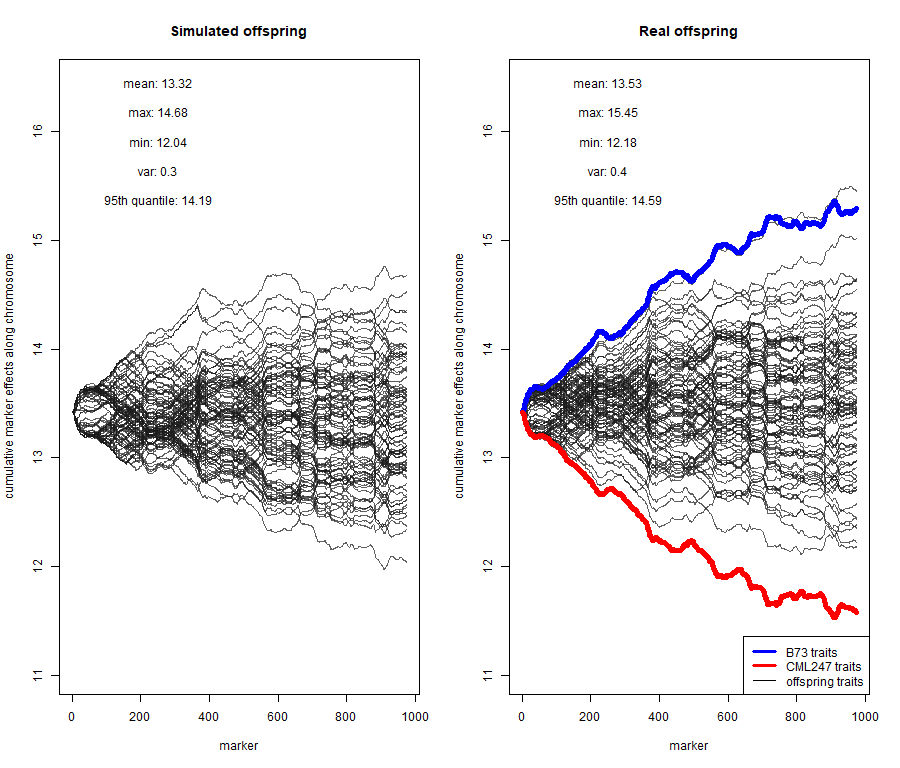 Simulated offspring
mean: 13.32
max: 14.68
min: 12.04
var: 0.3
95th quantile: 14.19
cumulative marker effects along chromosome
16
15
14
13
12
11
0 200 400 600 800 1000
marker
Real offspring
mean: 13.53
max: 15.45
min: 12.18
var: 0.4
95th quantile: 14.59
cumulative marker effects along chromosome
16
15
14
13
12
11
B73 traits
CML247 traits
offspring traits
0 200 400 600 800 1000
marker